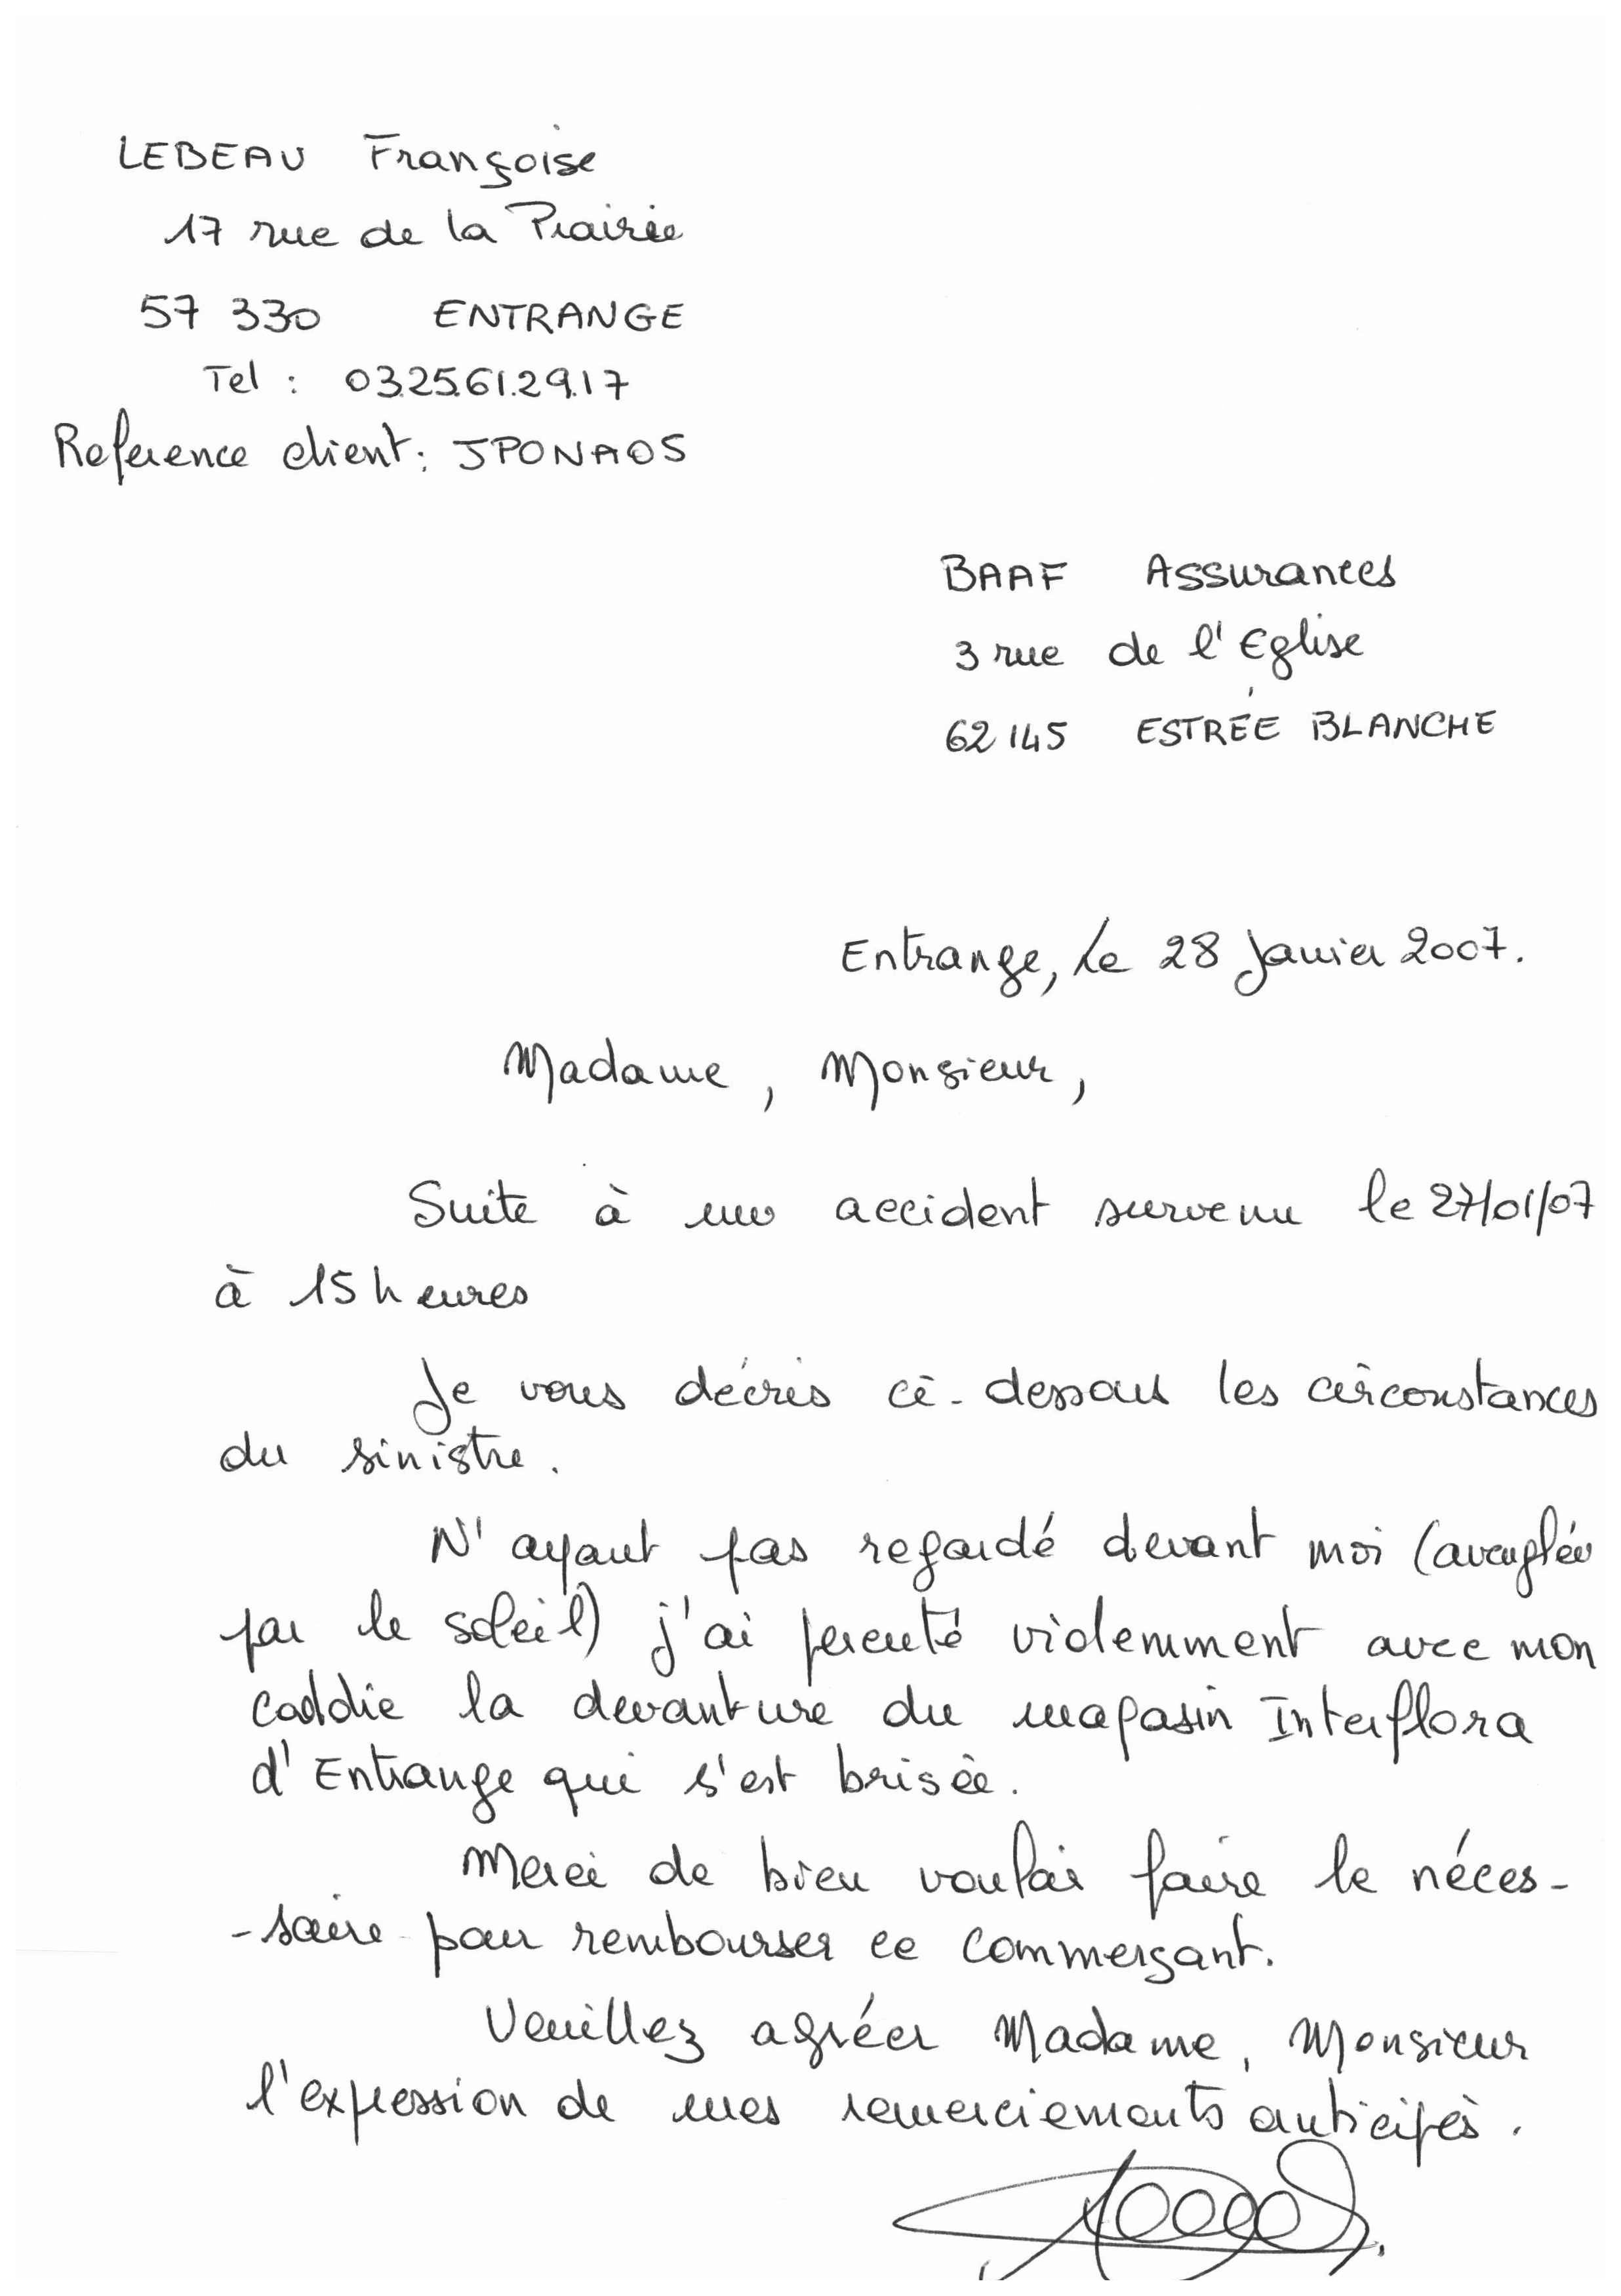 LEBEAU Françoise
17 rue de la Prairie
57 330 ENTRANGE
Tel : 03.25.61.29.17
Reference client : JPONAOS
BAAF Assurances
3 rue de l'Eglise
62 145 ESTRÉE BLANCHE
Entrange, le 28 Janvier 2007.
Madame, Monsieur,
Suite à un accident survenu le 27/01/07
à 15 heures
Je vous décris ci-dessous les circonstances
du sinistre.
N'ayant pas regardé devant moi (aveuglée
par le soleil) j'ai percuté violemment avec mon
caddie la devanture du magasin Interflora
d'Entrange qui s'est brisée.
Merci de bien vouloir faire le néces-
-saire pour rembourser ce commerçant.
Veuillez agréer Madame, Monsieur
l'expression de mes remerciements anticipés.